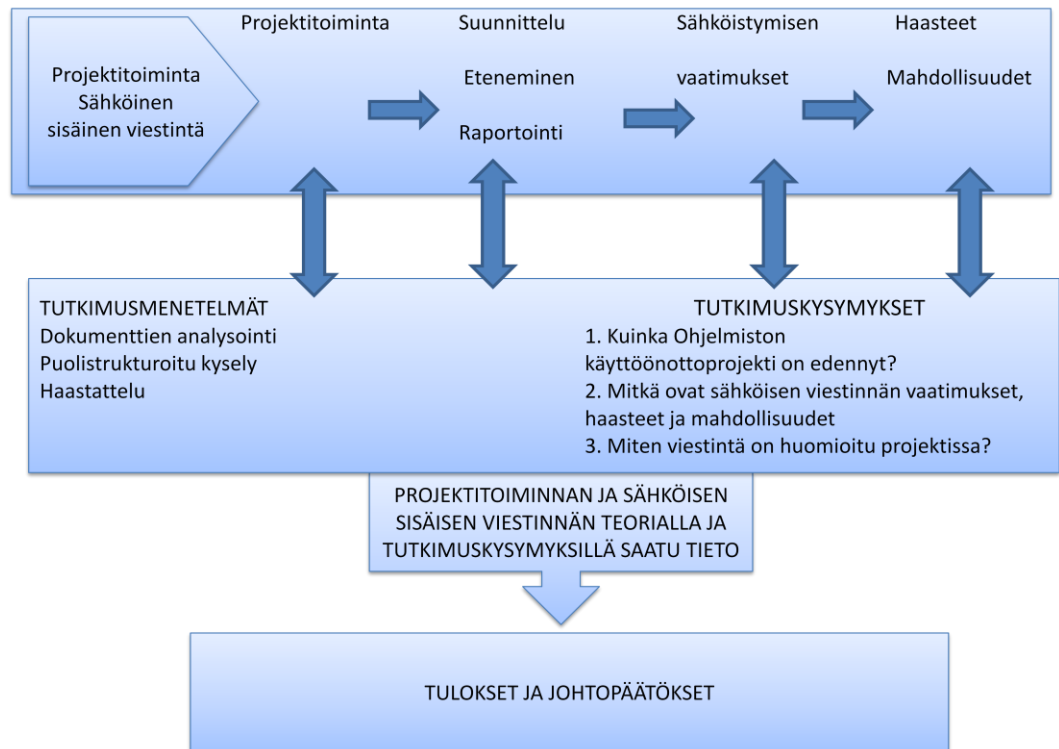 Projektitoiminta
Sähköinen
sisäinen viestintä
Projektitoiminta
Suunnittelu
Eteneminen
Raportointi
Sähköistymisen
vaatimukset
Haasteet
Mahdollisuudet
TUTKIMUSMENETELMÄT
Dokumenttien analysointi
Puolistrukturoitu kysely
Haastattelu
TUTKIMUSKYSYMYKSET
1. Kuinka Ohjelmiston
käyttöönottoprojekti on edennyt?
2. Mitkä ovat sähköisen viestinnän vaatimukset,
haasteet ja mahdollisuudet
3. Miten viestintä on huomioitu projektissa?
PROJEKTITOIMINNAN JA SÄHKÖISEN
SISÄISEN VIESTINNÄN TEORIALLA JA
TUTKIMUSKYSYMYKSILLÄ SAATU TIETO
TULOKSET JA JOHTOPÄÄTÖKSET